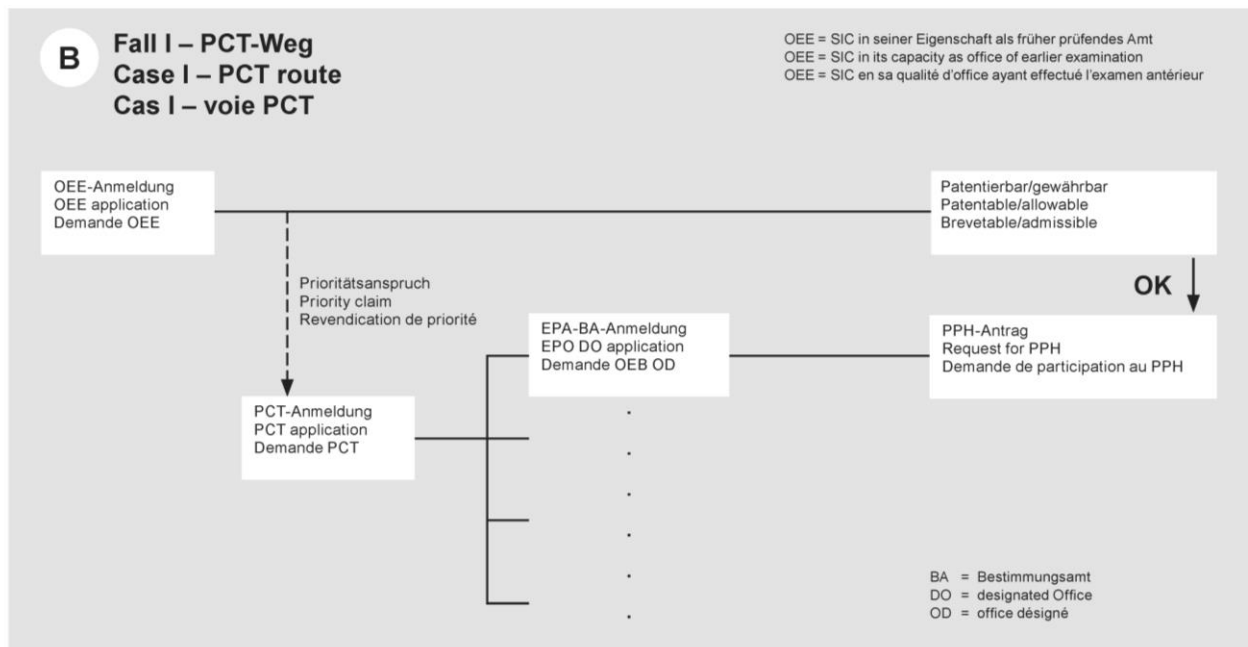 B
Fall I – PCT-Weg
Case I – PCT route
Cas I – voie PCT
OEE = SIC in seiner Eigenschaft als früher prüfendes Amt
OEE = SIC in its capacity as office of earlier examination
OEE = SIC en sa qualité d'office ayant effectué l'examen antérieur
OEE-Anmeldung
OEE application
Demande OEE
Patentierbar/gewährbar
Patentable/allowable
Brevetable/admissible
OK
Prioritätsanspruch
Priority claim
Revendication de priorité
EPA-BA-Anmeldung
EPO DO application
Demande OEB OD
PPH-Antrag
Request for PPH
Demande de participation au PPH
PCT-Anmeldung
PCT application
Demande PCT
BA = Bestimmungsamt
DO = designated Office
OD = office désigné